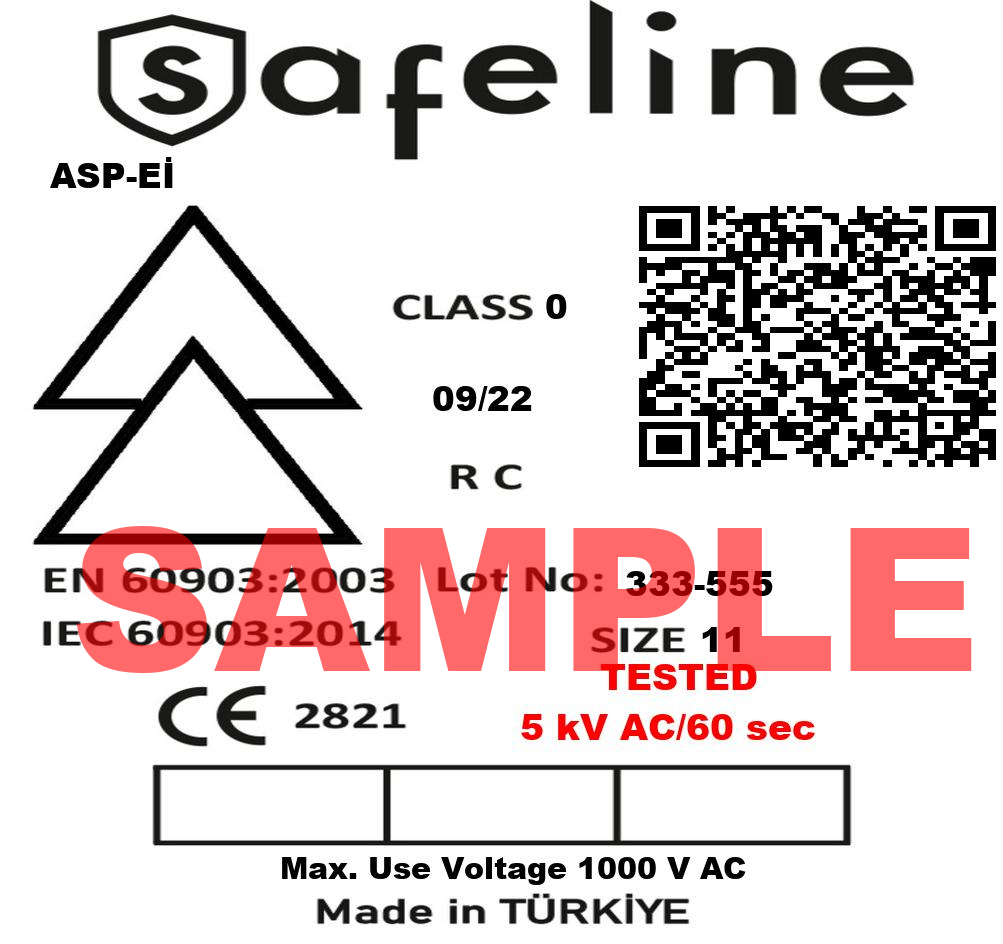 Safeline
ASP-Eİ
CLASS 0
09/22
R C
EN 60903:2003 Lot No: 333-555
IEC 60903:2014 SIZE 11
SAMPLE
TESTED
CE 2821
5 kV AC/60 sec
Max. Use Voltage 1000 V AC
Made in TÜRKİYE